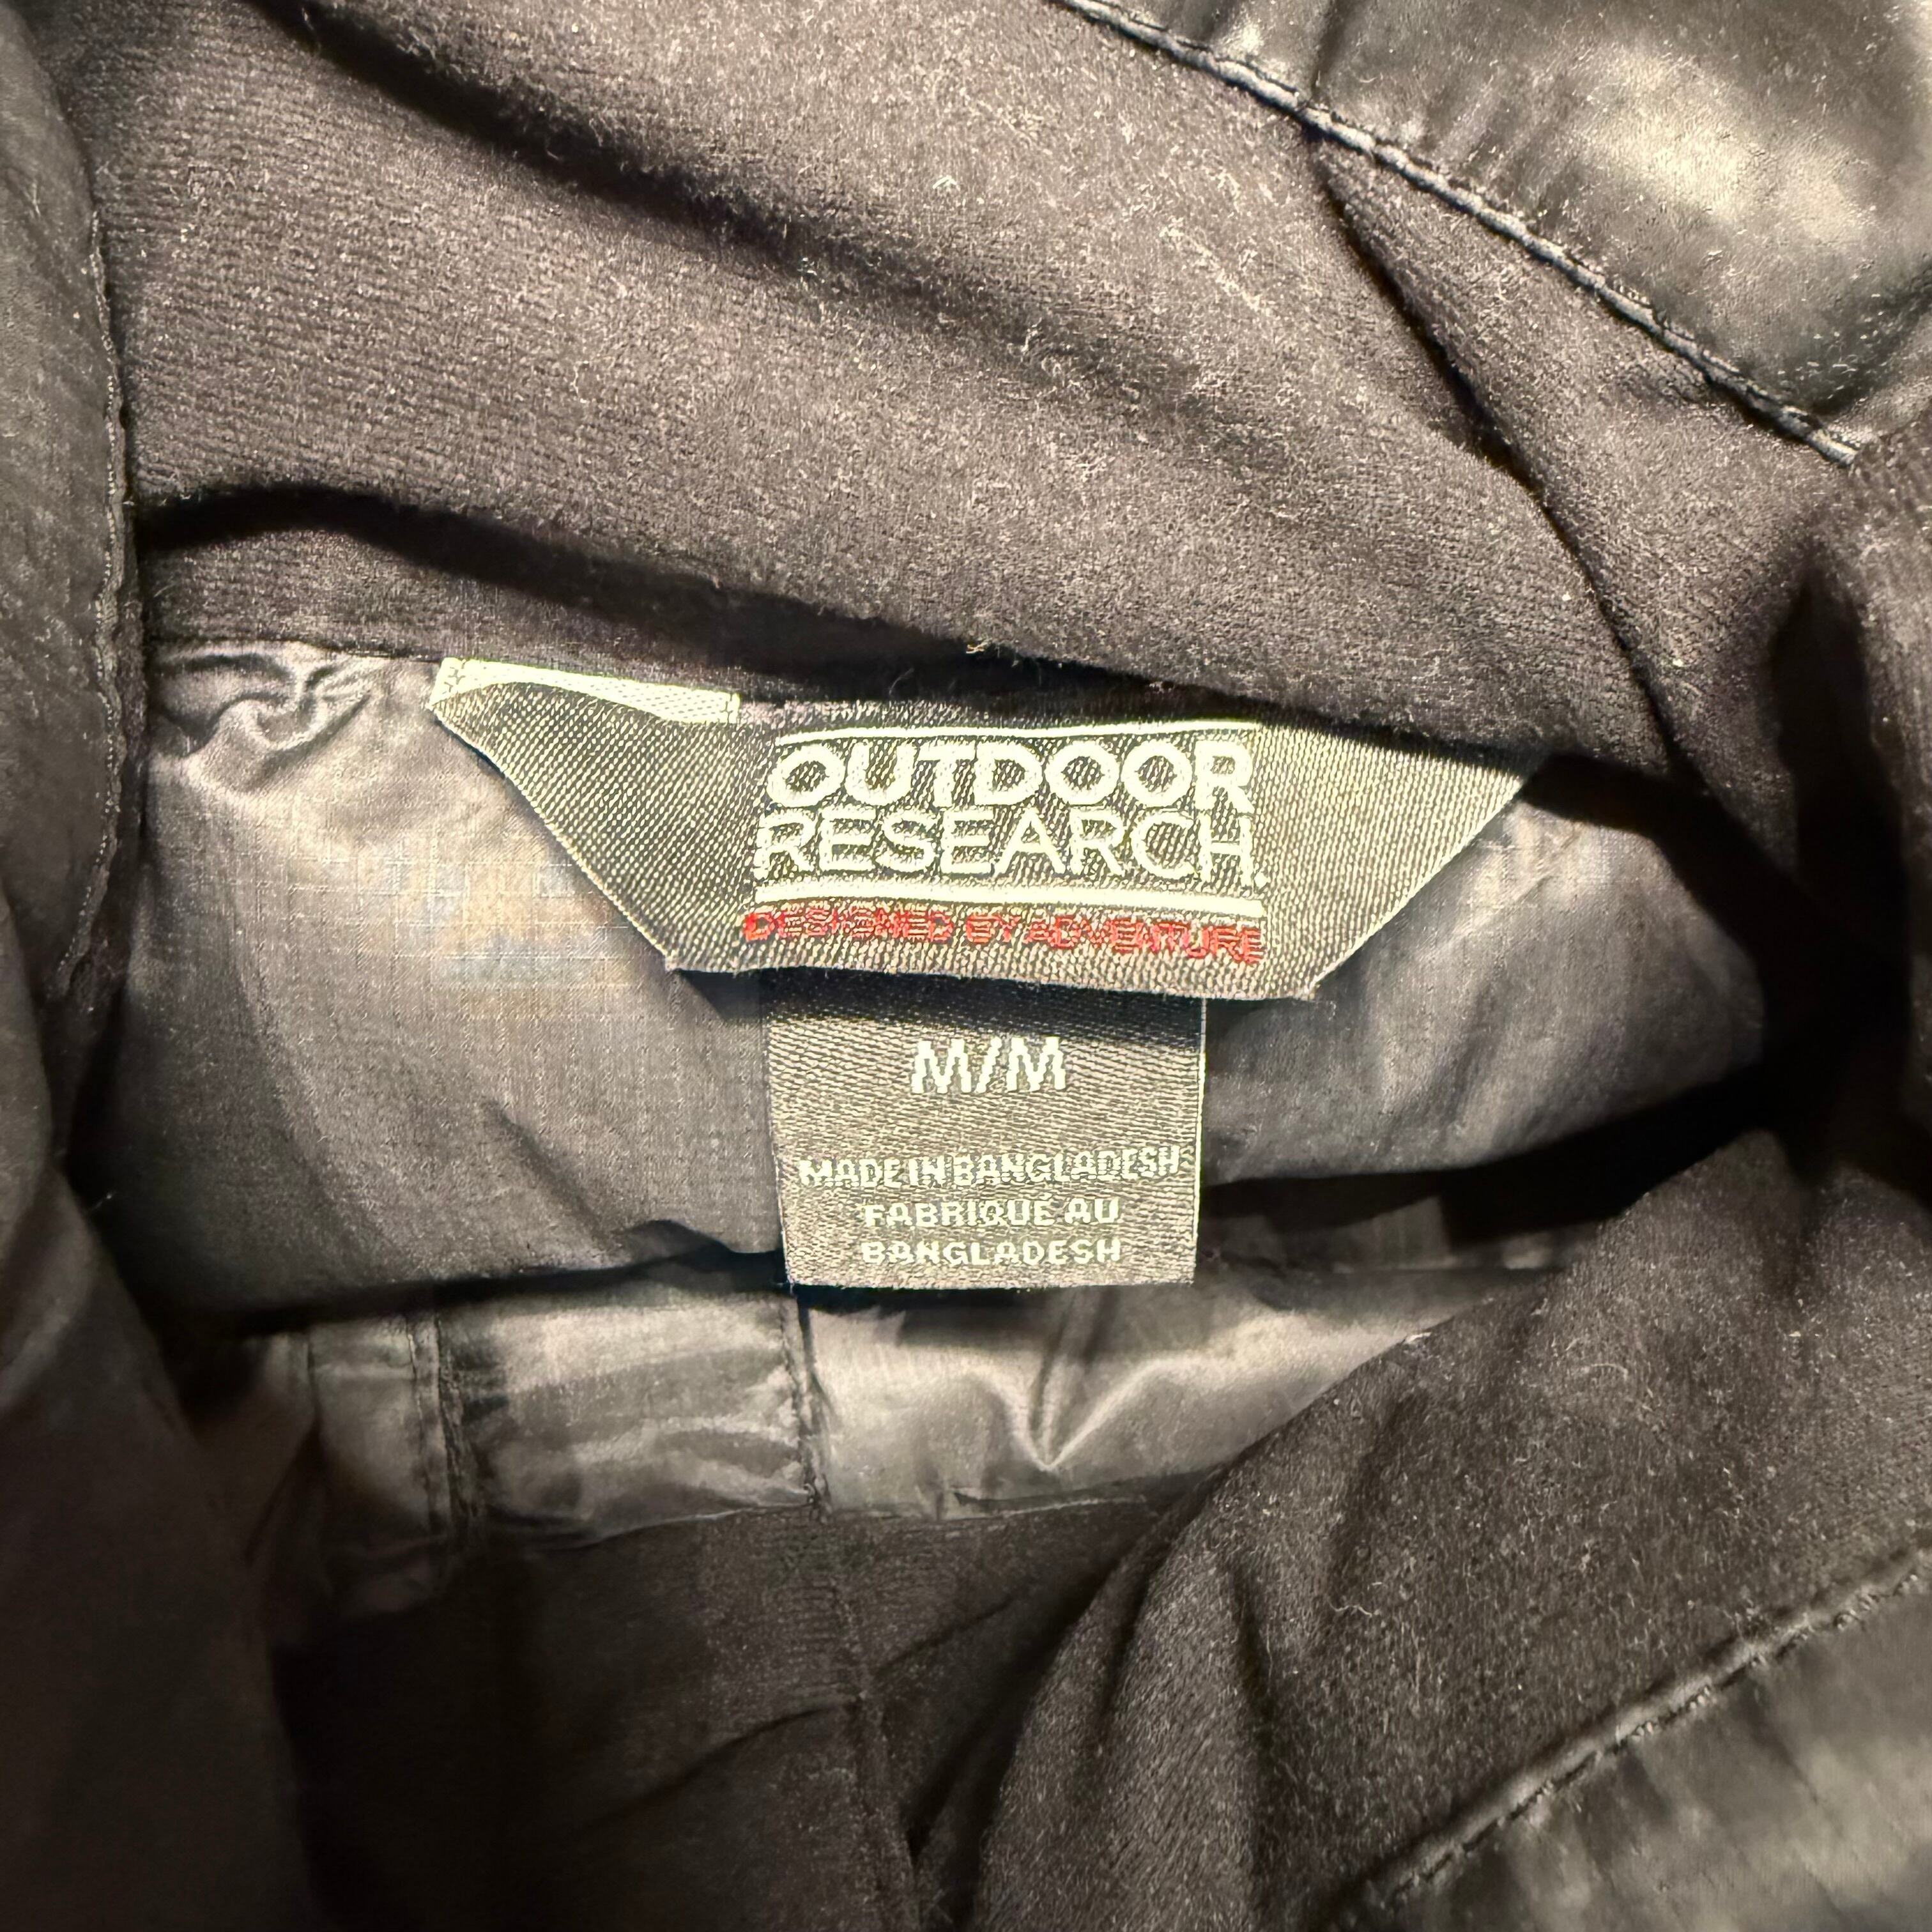 OUTDOOR
RESEARCH.
DESIGNED BY ADVENTURE
M/M
MADE IN BANGLADESH
FABRIQUÉ AU
BANGLADESH